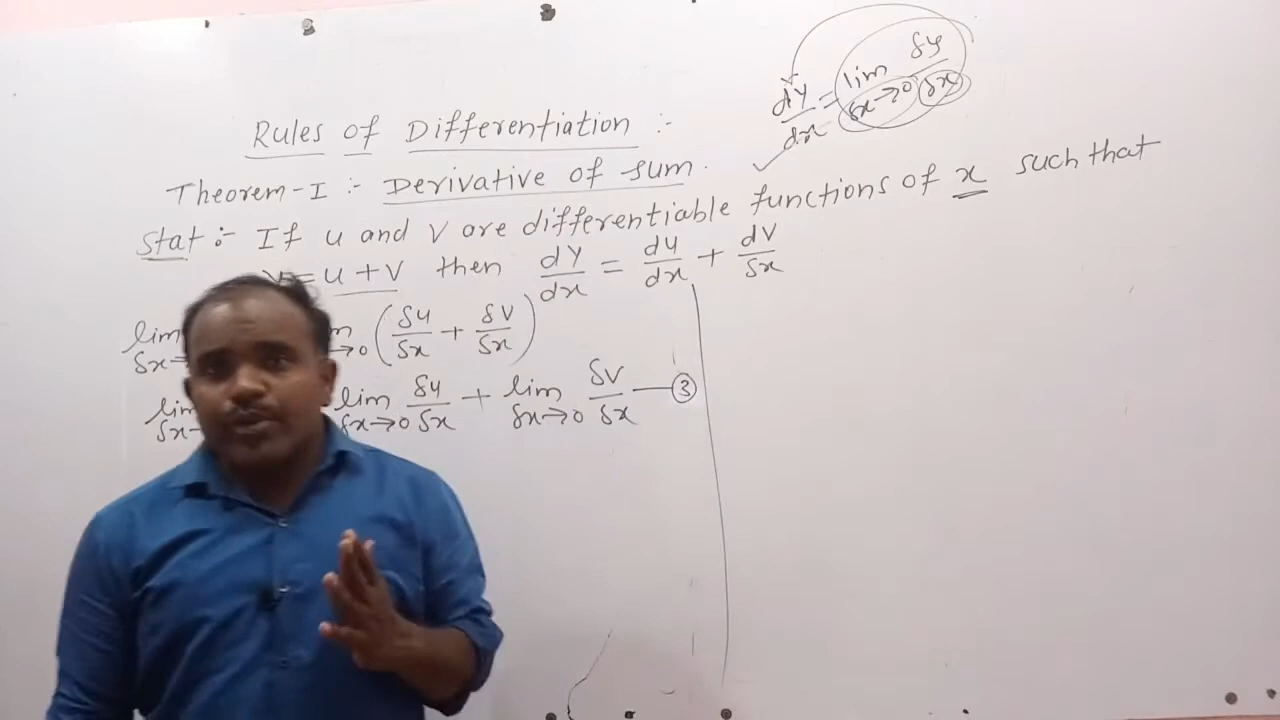 dy/dx = lim δx→0 δy/δx
Rules of Differentiation :-
Theorem-I :- Derivative of sum.
Stat :- If u and v are differentiable functions of x such that
= u + v then dy/dx = du/dx + dv/δx
lim δx→0 (δu/δx + δv/δx)
lim lim δx→0 δu/δx + lim δx→0 δv/δx — ③